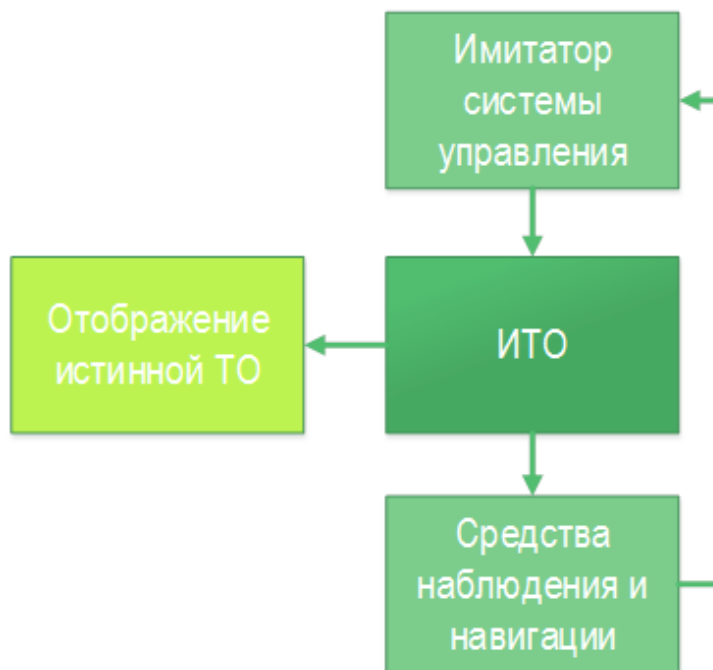 Имитатор
системы
управления
Отображение
истинной ТО
ИТО
Средства
наблюдения и
навигации